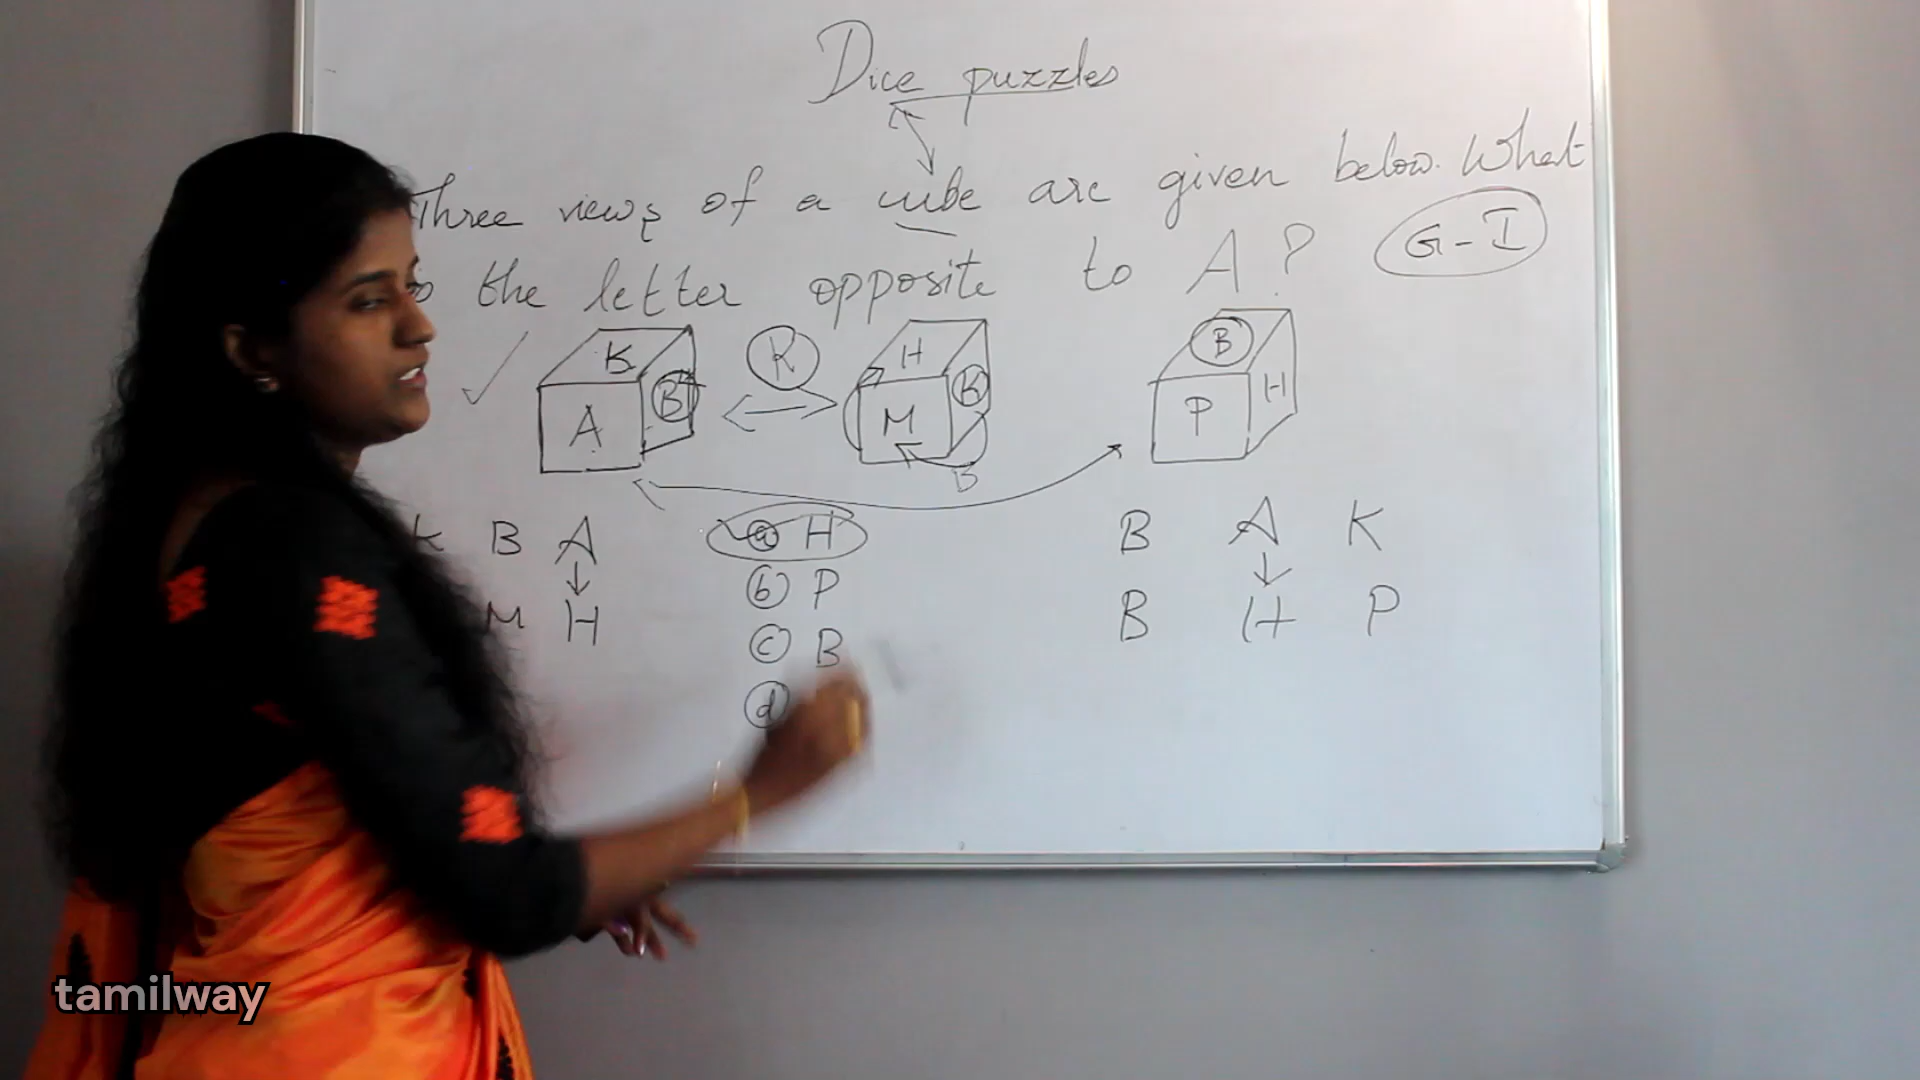 Dice puzzles
Three views of a cube are given below. What
the letter opposite to A?
G - I
K
A
B
K
H
M
K
B
B
P
H
K B A
M H
a H
b P
c B
d
B A K
B H P
tamilway